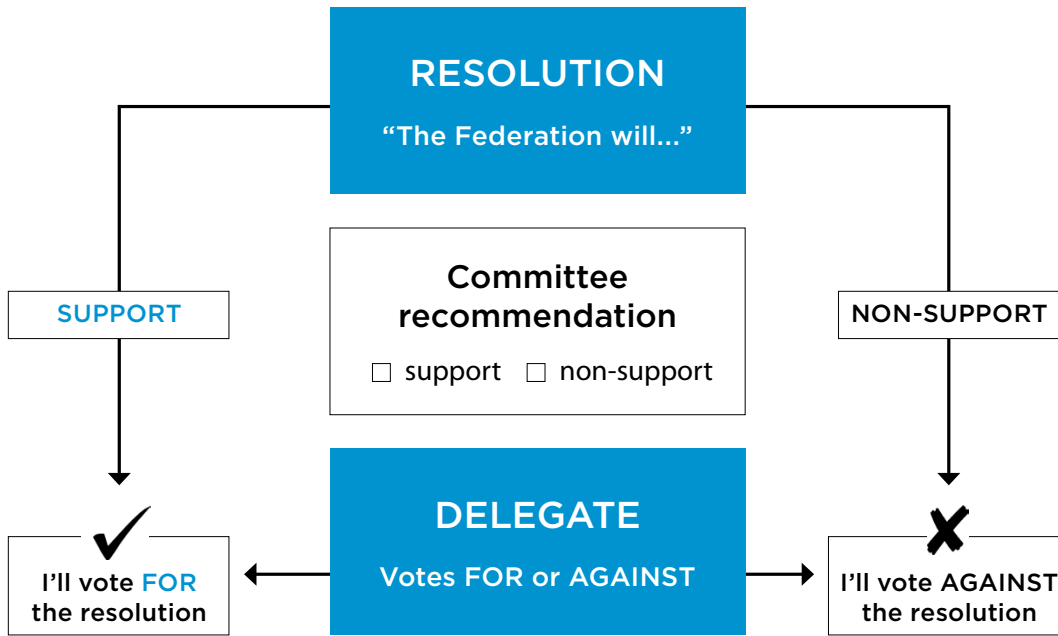 RESOLUTION
“The Federation will...”
Committee
recommendation
☐ support ☐ non-support
SUPPORT
NON-SUPPORT
DELEGATE
Votes FOR or AGAINST
I’ll vote FOR
the resolution
I’ll vote AGAINST
the resolution